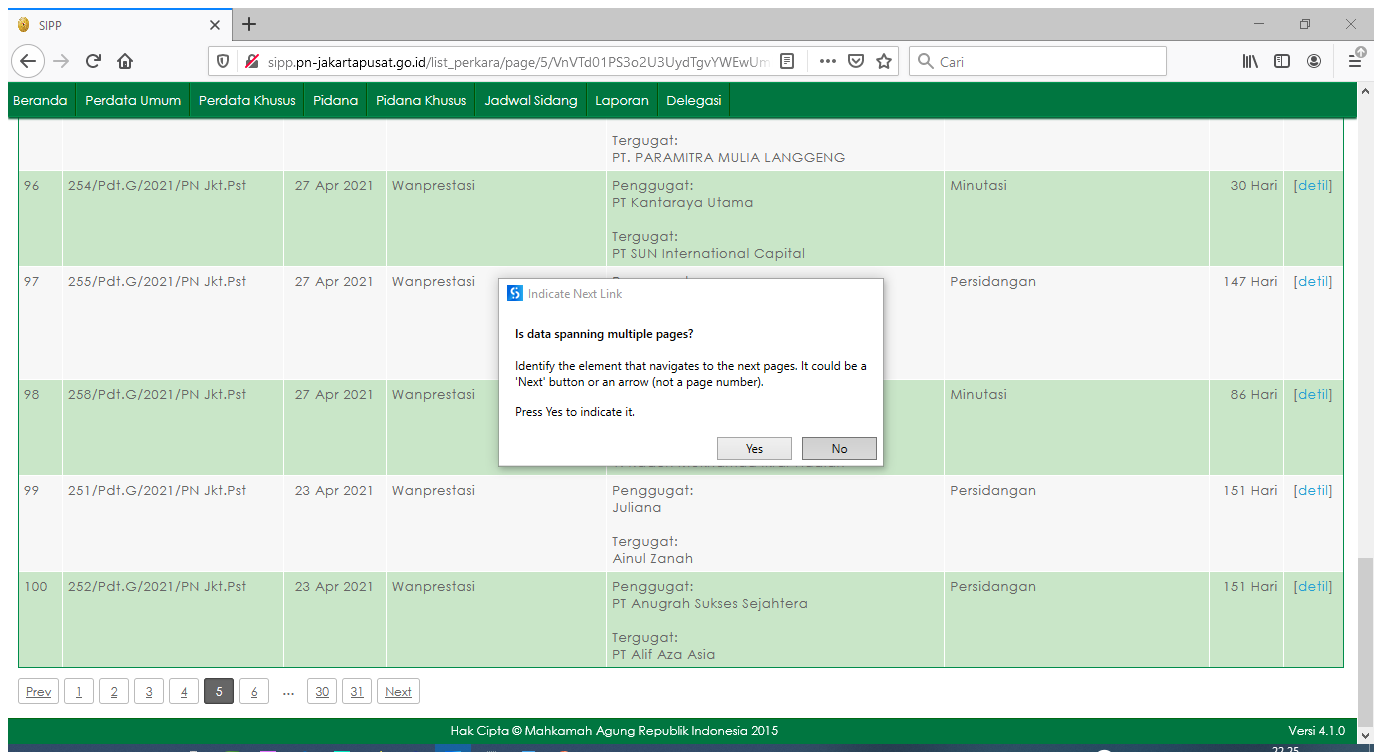 SIPP
sipp.pn-jakartapusat.go.id/list_perkara/page/5/VnVTd01PS3o2U3UydTgvYWEwUm
Cari
Beranda Perdata Umum Perdata Khusus Pidana Pidana Khusus Jadwal Sidang Laporan Delegasi
Tergugat:
PT. PARAMITRA MULIA LANGGENG
96 254/Pdt.G/2021/PN Jkt.Pst 27 Apr 2021 Wanprestasi Penggugat: Minutasi 30 Hari [detil]
PT Kantaraya Utama
Tergugat:
PT SUN International Capital
97 255/Pdt.G/2021/PN Jkt.Pst 27 Apr 2021 Wanprestasi Persidangan 147 Hari [detil]
Indicate Next Link
Is data spanning multiple pages?
Identify the element that navigates to the next pages. It could be a
'Next' button or an arrow (not a page number).
Press Yes to indicate it.
Yes No
98 258/Pdt.G/2021/PN Jkt.Pst 27 Apr 2021 Wanprestasi Minutasi 86 Hari [detil]
99 251/Pdt.G/2021/PN Jkt.Pst 23 Apr 2021 Wanprestasi Penggugat: Persidangan 151 Hari [detil]
Juliana
Tergugat:
Ainul Zanah
100 252/Pdt.G/2021/PN Jkt.Pst 23 Apr 2021 Wanprestasi Penggugat: Persidangan 151 Hari [detil]
PT Anugrah Sukses Sejahtera
Tergugat:
PT Alif Aza Asia
Prev 1 2 3 4 5 6 ... 30 31 Next
Hak Cipta © Mahkamah Agung Republik Indonesia 2015 Versi 4.1.0
22.25